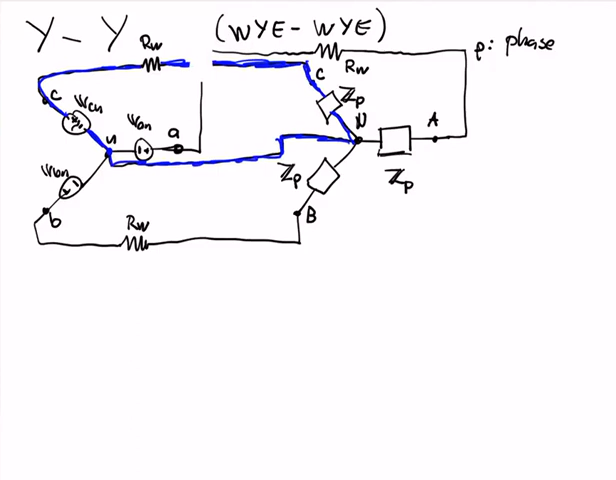 Y - Y (WYE - WYE)
p: phase
Rw
Rw
c
c
Vcn
Zp
n
Van
a
N
A
Vbn
Zp
Zp
b
B
Rw